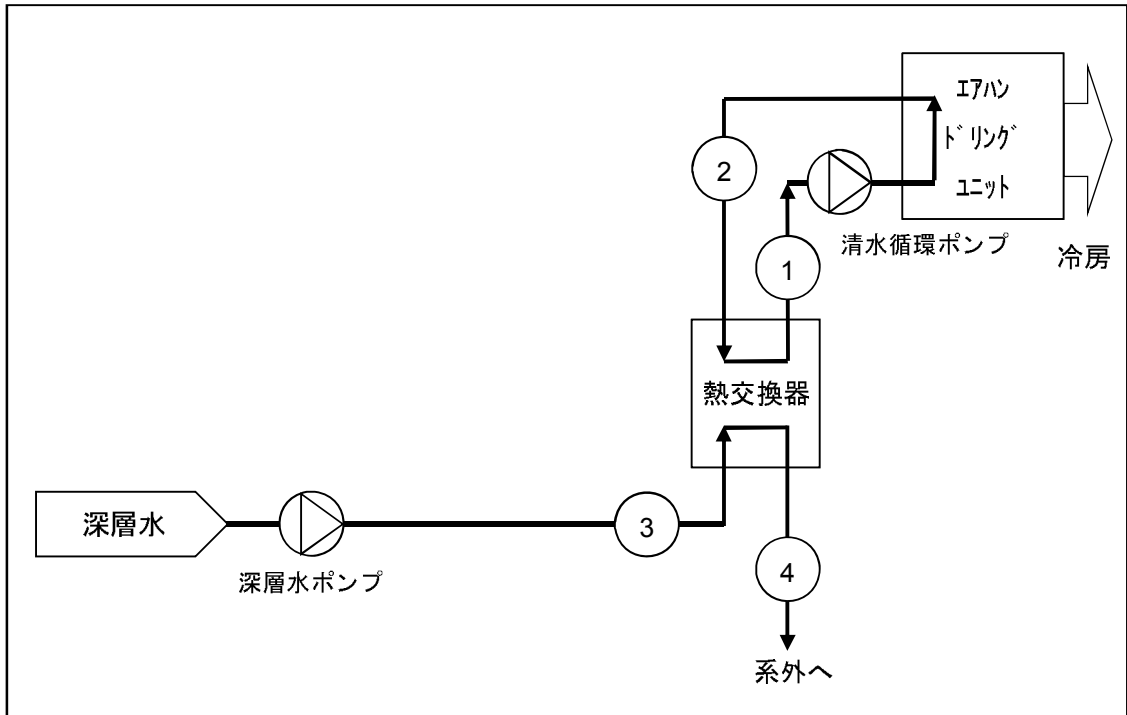 エアハン
ドリング
ユニット
2
清水循環ポンプ
冷房
1
熱交換器
深層水
3
深層水ポンプ
4
系外へ